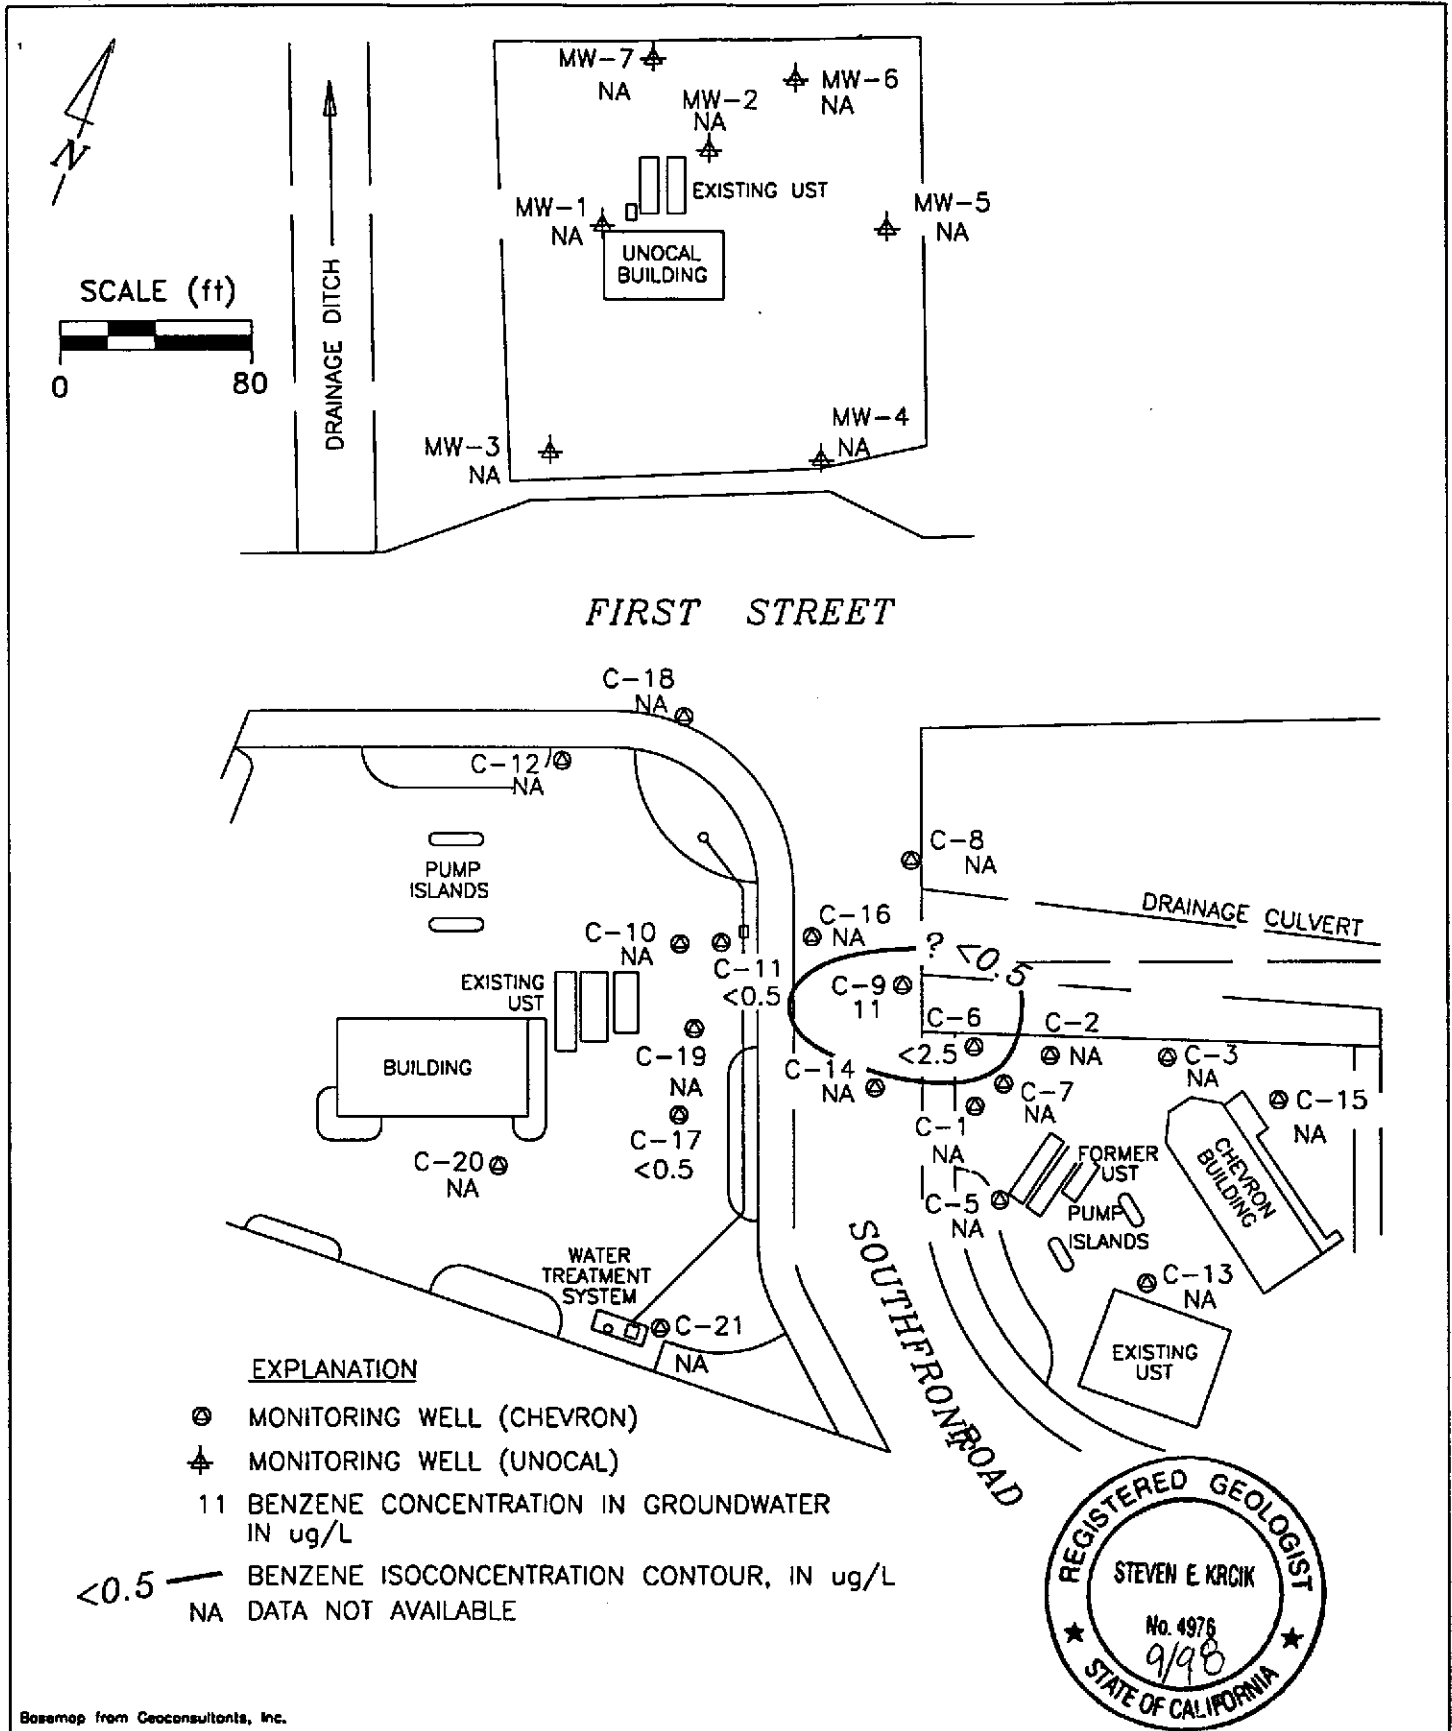 N
SCALE (ft)
0 80
DRAINAGE DITCH
MW-7
NA
MW-6
NA
MW-2
NA
EXISTING UST
MW-1
NA
MW-5
NA
UNOCAL
BUILDING
MW-4
NA
MW-3
NA
FIRST STREET
C-18
NA
C-12
NA
PUMP
ISLANDS
C-8
NA
DRAINAGE CULVERT
C-16
NA
C-10
NA
C-11
<0.5
? <0.5
C-9
11
EXISTING
UST
C-6
<2.5
C-2
NA
C-3
NA
C-19
NA
C-14
NA
C-7
NA
C-15
NA
BUILDING
C-17
<0.5
C-1
NA
C-20
NA
FORMER
UST
CHEVRON
BUILDING
C-5
NA
PUMP
ISLANDS
SOUTHFRONT ROAD
WATER
TREATMENT
SYSTEM
C-13
NA
C-21
NA
EXISTING
UST
EXPLANATION
MONITORING WELL (CHEVRON)
MONITORING WELL (UNOCAL)
11 BENZENE CONCENTRATION IN GROUNDWATER
IN ug/L
<0.5 BENZENE ISOCONCENTRATION CONTOUR, IN ug/L
NA DATA NOT AVAILABLE
REGISTERED GEOLOGIST
STEVEN E. KRCIK
No. 4976
9/98
★ STATE OF CALIFORNIA ★
Basemap from Geoconsultants, Inc.